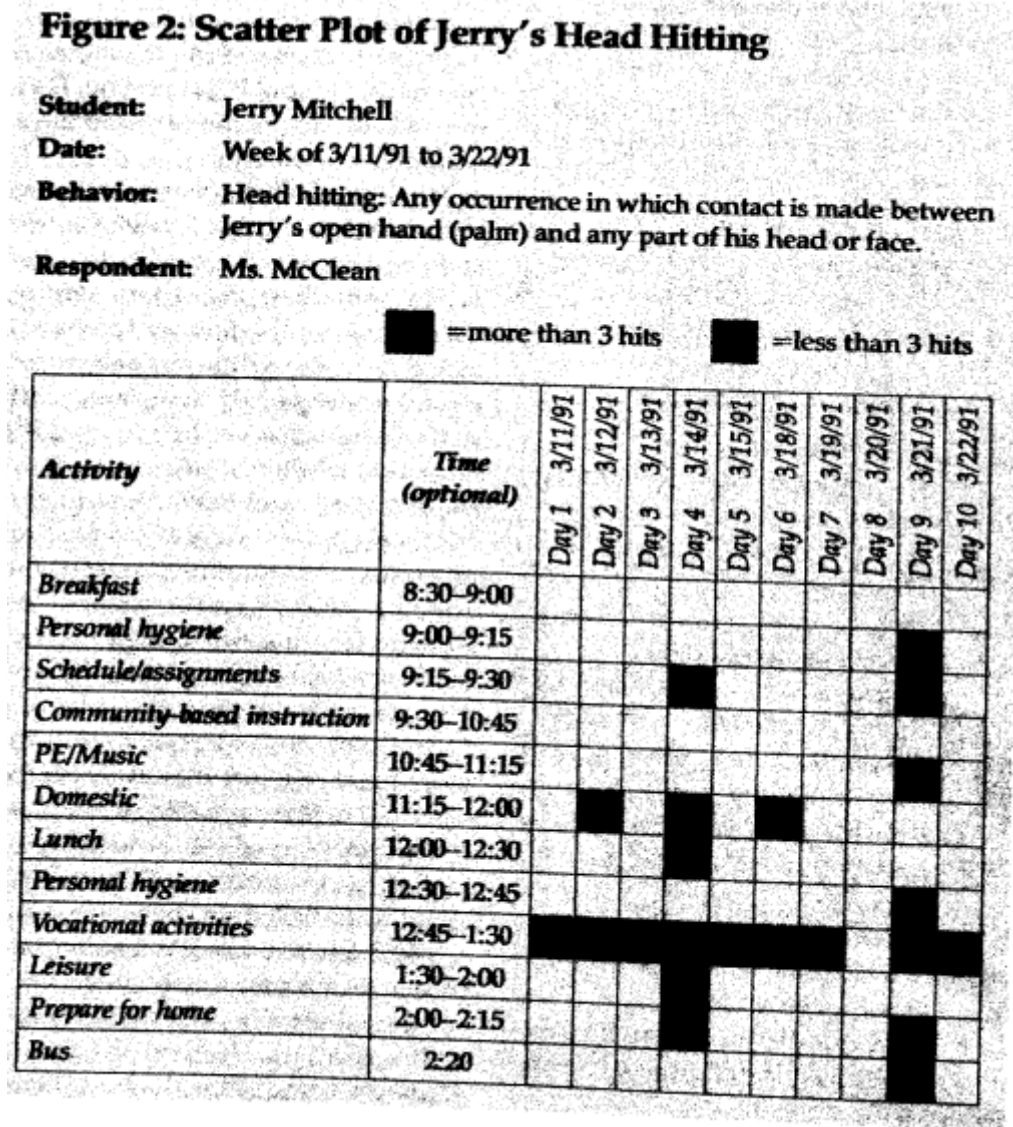 Figure 2: Scatter Plot of Jerry's Head Hitting
Student: Jerry Mitchell
Date: Week of 3/11/91 to 3/22/91
Behavior: Head hitting: Any occurrence in which contact is made between
Jerry's open hand (palm) and any part of his head or face.
Respondent: Ms. McClean
=more than 3 hits =less than 3 hits
Activity Time (optional) Day 1 3/11/91 Day 2 3/12/91 Day 3 3/13/91 Day 4 3/14/91 Day 5 3/15/91 Day 6 3/18/91 Day 7 3/19/91 Day 8 3/20/91 Day 9 3/21/91 Day 10 3/22/91
Breakfast 8:30–9:00
Personal hygiene 9:00–9:15
Schedule/assignments 9:15–9:30
Community-based instruction 9:30–10:45
PE/Music 10:45–11:15
Domestic 11:15–12:00
Lunch 12:00–12:30
Personal hygiene 12:30–12:45
Vocational activities 12:45–1:30
Leisure 1:30–2:00
Prepare for home 2:00–2:15
Bus 2:20